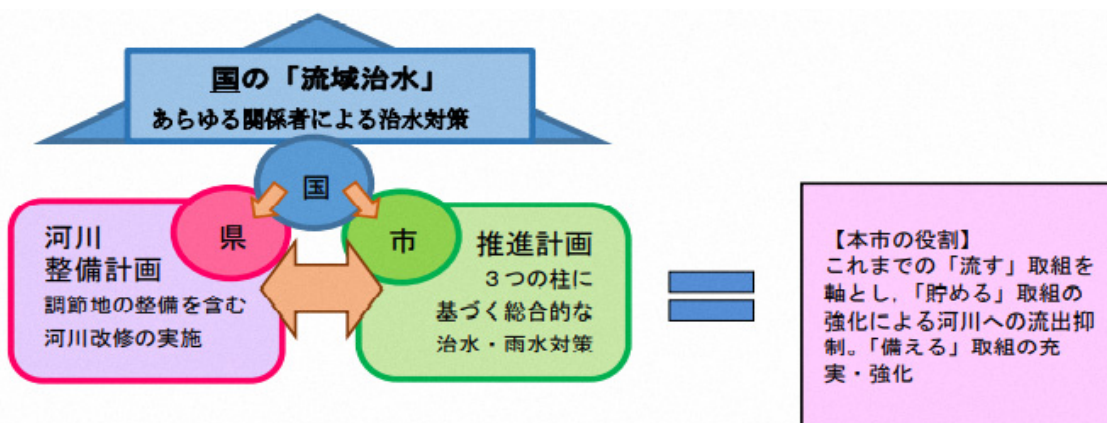 国の「流域治水」
あらゆる関係者による治水対策
国
県
市
河川
整備計画
調節地の整備を含む
河川改修の実施
推進計画
３つの柱に
基づく総合的な
治水・雨水対策
【本市の役割】
これまでの「流す」取組を
軸とし，「貯める」取組の
強化による河川への流出抑
制。「備える」取組の充
実・強化